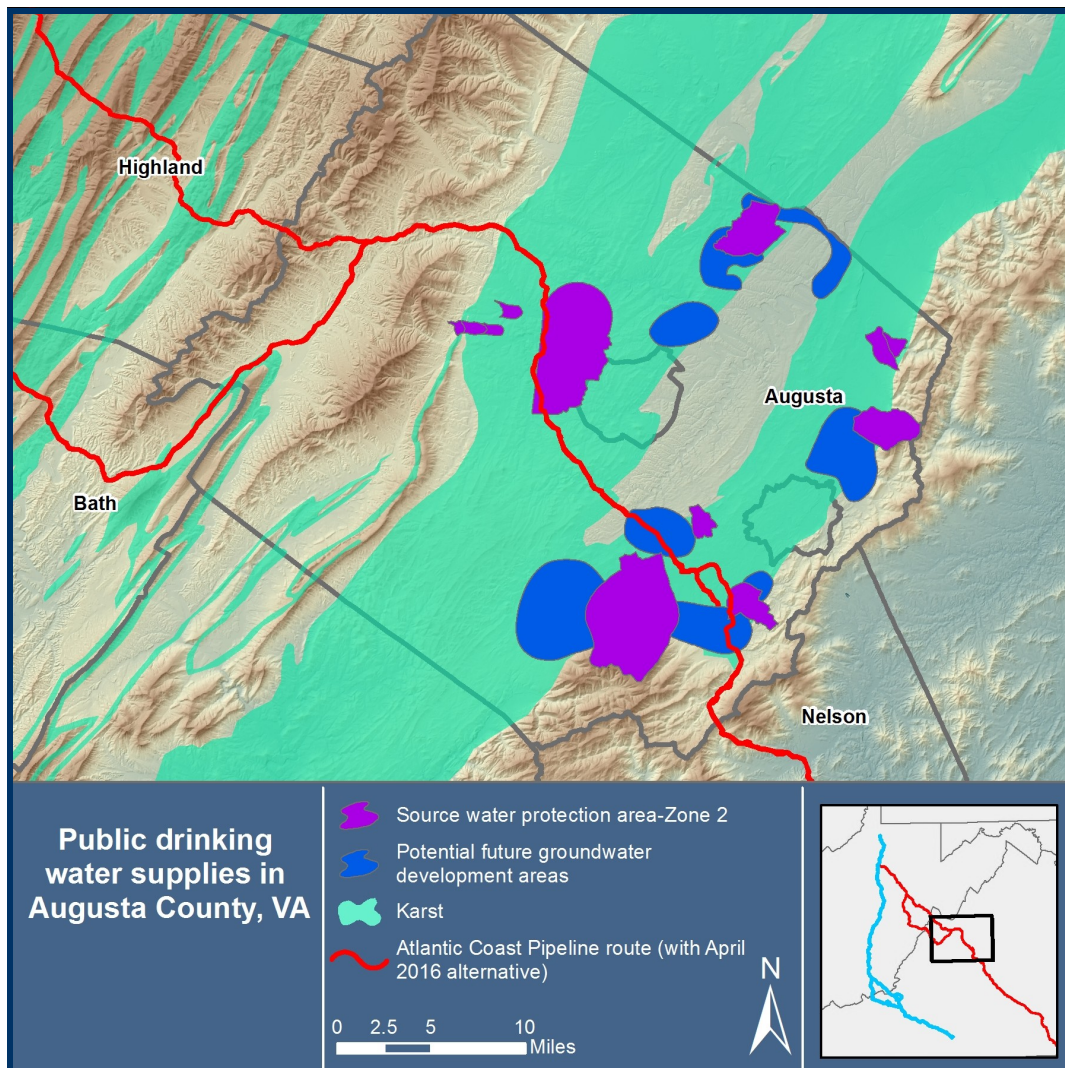 Highland
Augusta
Bath
Nelson
Public drinking
water supplies in
Augusta County, VA
Source water protection area-Zone 2
Potential future groundwater
development areas
Karst
Atlantic Coast Pipeline route (with April
2016 alternative)
0 2.5 5 10
Miles
N